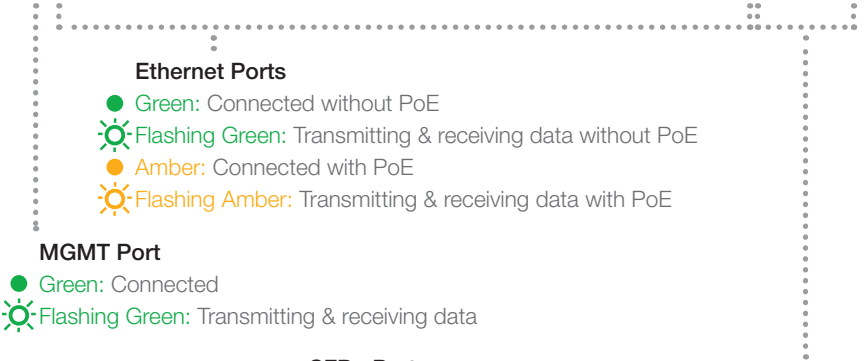 Ethernet Ports
Green: Connected without PoE
Flashing Green: Transmitting & receiving data without PoE
Amber: Connected with PoE
Flashing Amber: Transmitting & receiving data with PoE
MGMT Port
Green: Connected
Flashing Green: Transmitting & receiving data